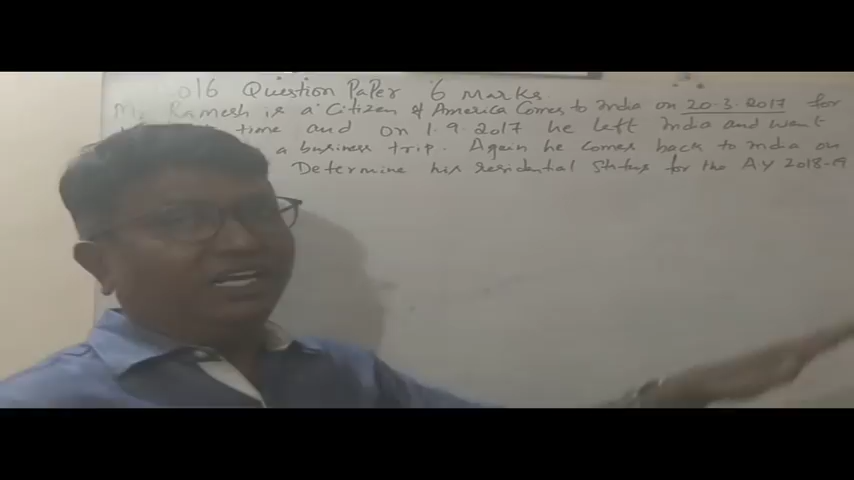 016 Question Paper 6 marks
Mr Ramesh is a Citizen of America Comes to India on 20.3.2017 for
time and on 1.9.2017 he left India and went
a business trip. Again he comes back to India on
Determine his residential status for the AY 2018-19